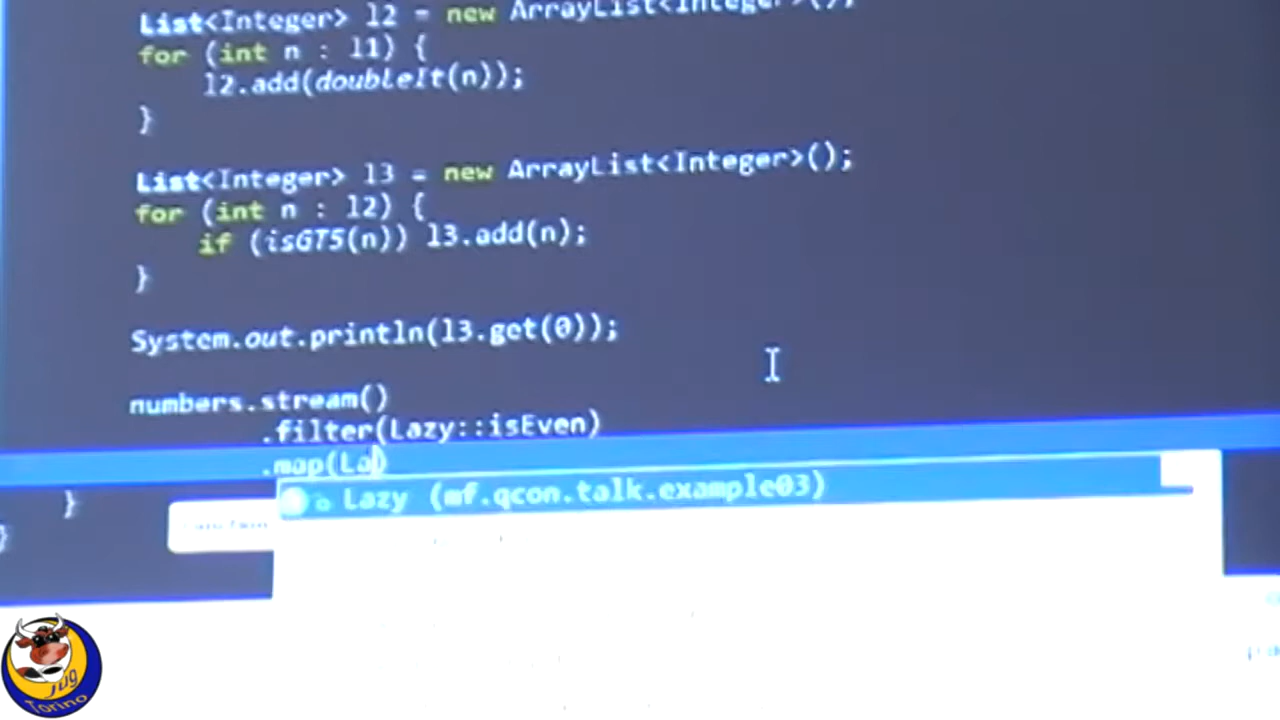 List<Integer> l2 = new ArrayList<Integer>();
for (int n : l1) {
l2.add(doubleIt(n));
}
List<Integer> l3 = new ArrayList<Integer>();
for (int n : l2) {
if (isGT5(n)) l3.add(n);
}
System.out.println(l3.get(0));
numbers.stream()
.filter(Lazy::isEven)
.map(La)
}
Lazy (mf.qcon.talk.example03)
}
jug
Torino